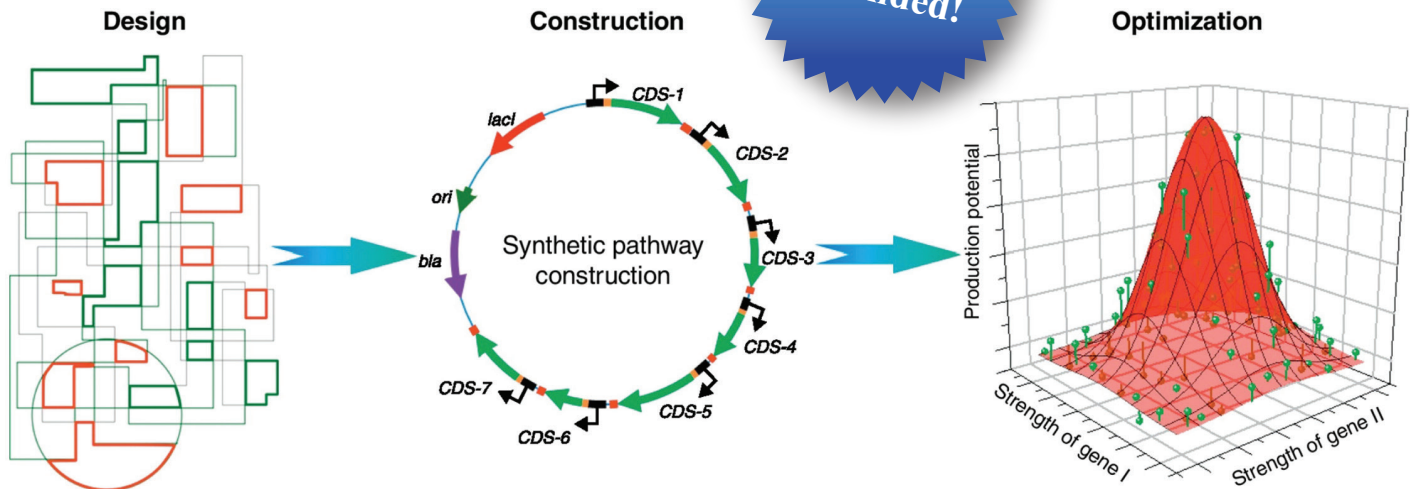 Design
Construction
Optimization
CDS-1
CDS-2
CDS-3
CDS-4
CDS-5
CDS-6
CDS-7
bla
ori
lacI
Synthetic pathway
construction
Production potential
Strength of gene I
Strength of gene II